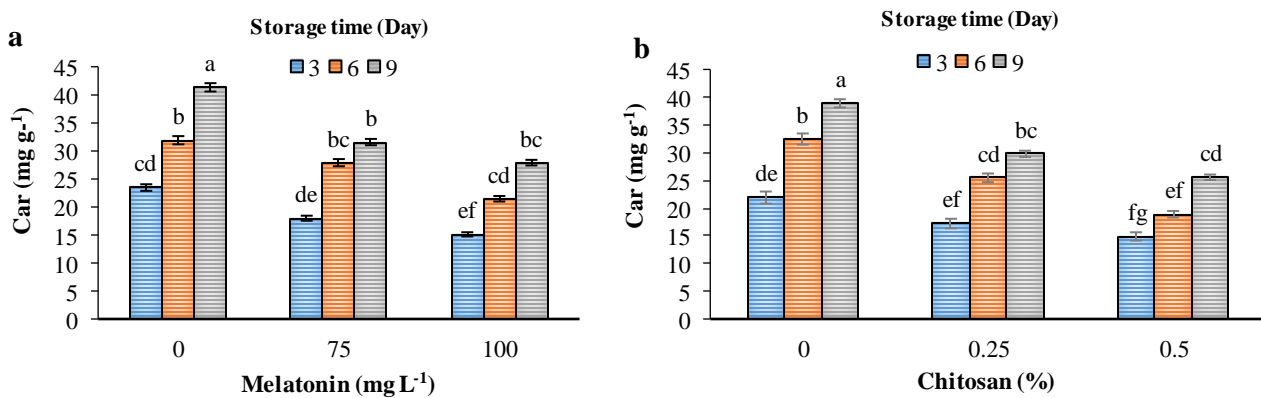 a
Storage time (Day)
3 6 9
Car (mg g-1)
45
40
35
30
25
20
15
10
5
0
cd b a
de bc b
ef cd bc
0 75 100
Melatonin (mg L-1)
b
Storage time (Day)
3 6 9
Car (mg g-1)
45
40
35
30
25
20
15
10
5
0
de b a
ef cd bc
fg ef cd
0 0.25 0.5
Chitosan (%)